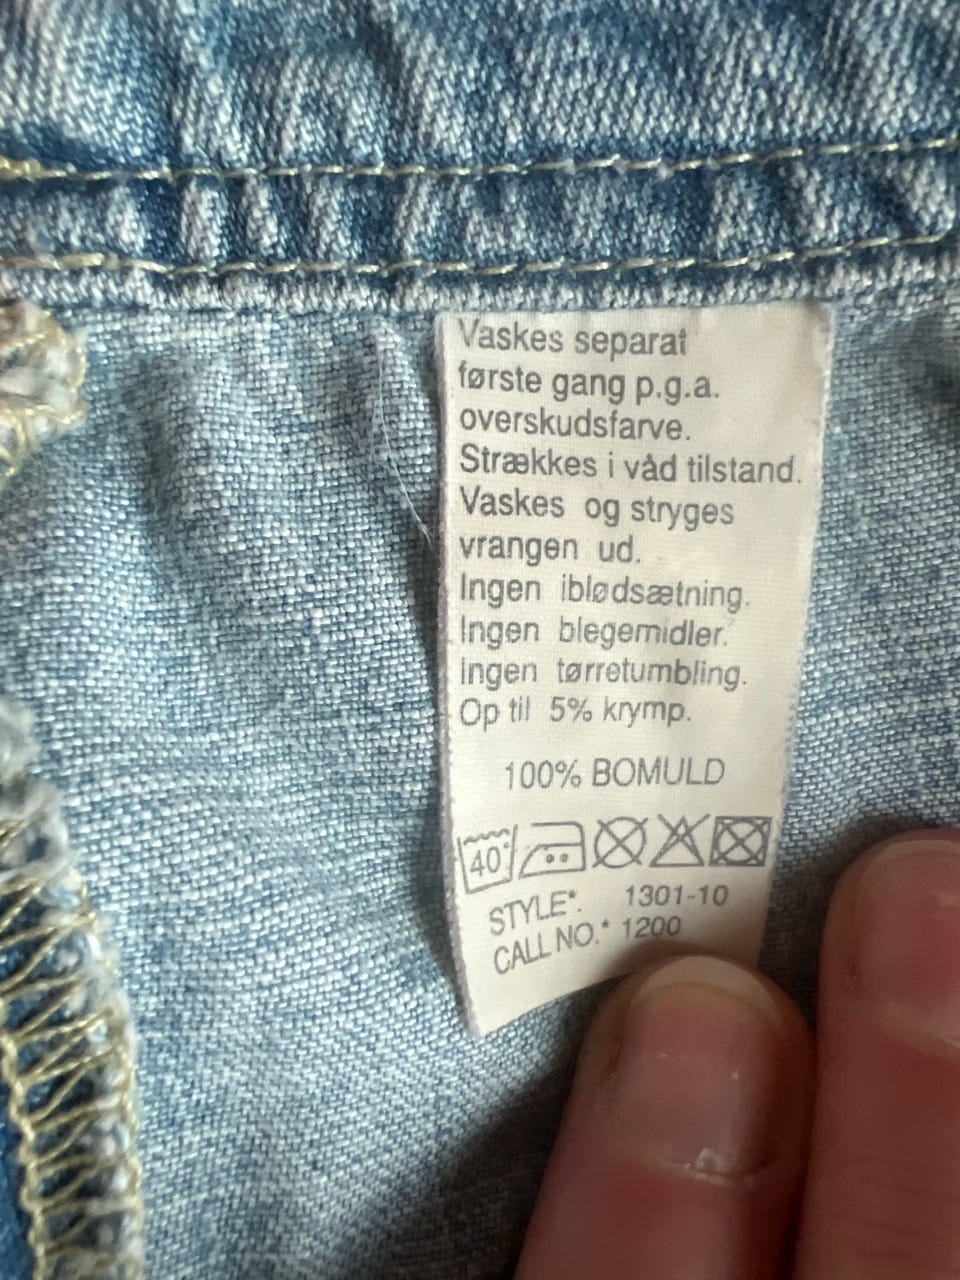 Vaskes separat
første gang p.g.a.
overskudsfarve.
Strækkes i våd tilstand.
Vaskes og stryges
vrangen ud.
Ingen iblødsætning.
Ingen blegemidler.
Ingen tørretumbling.
Op til 5% krymp.
100% BOMULD
40°
STYLE*. 1301-10
CALL NO.* 1200